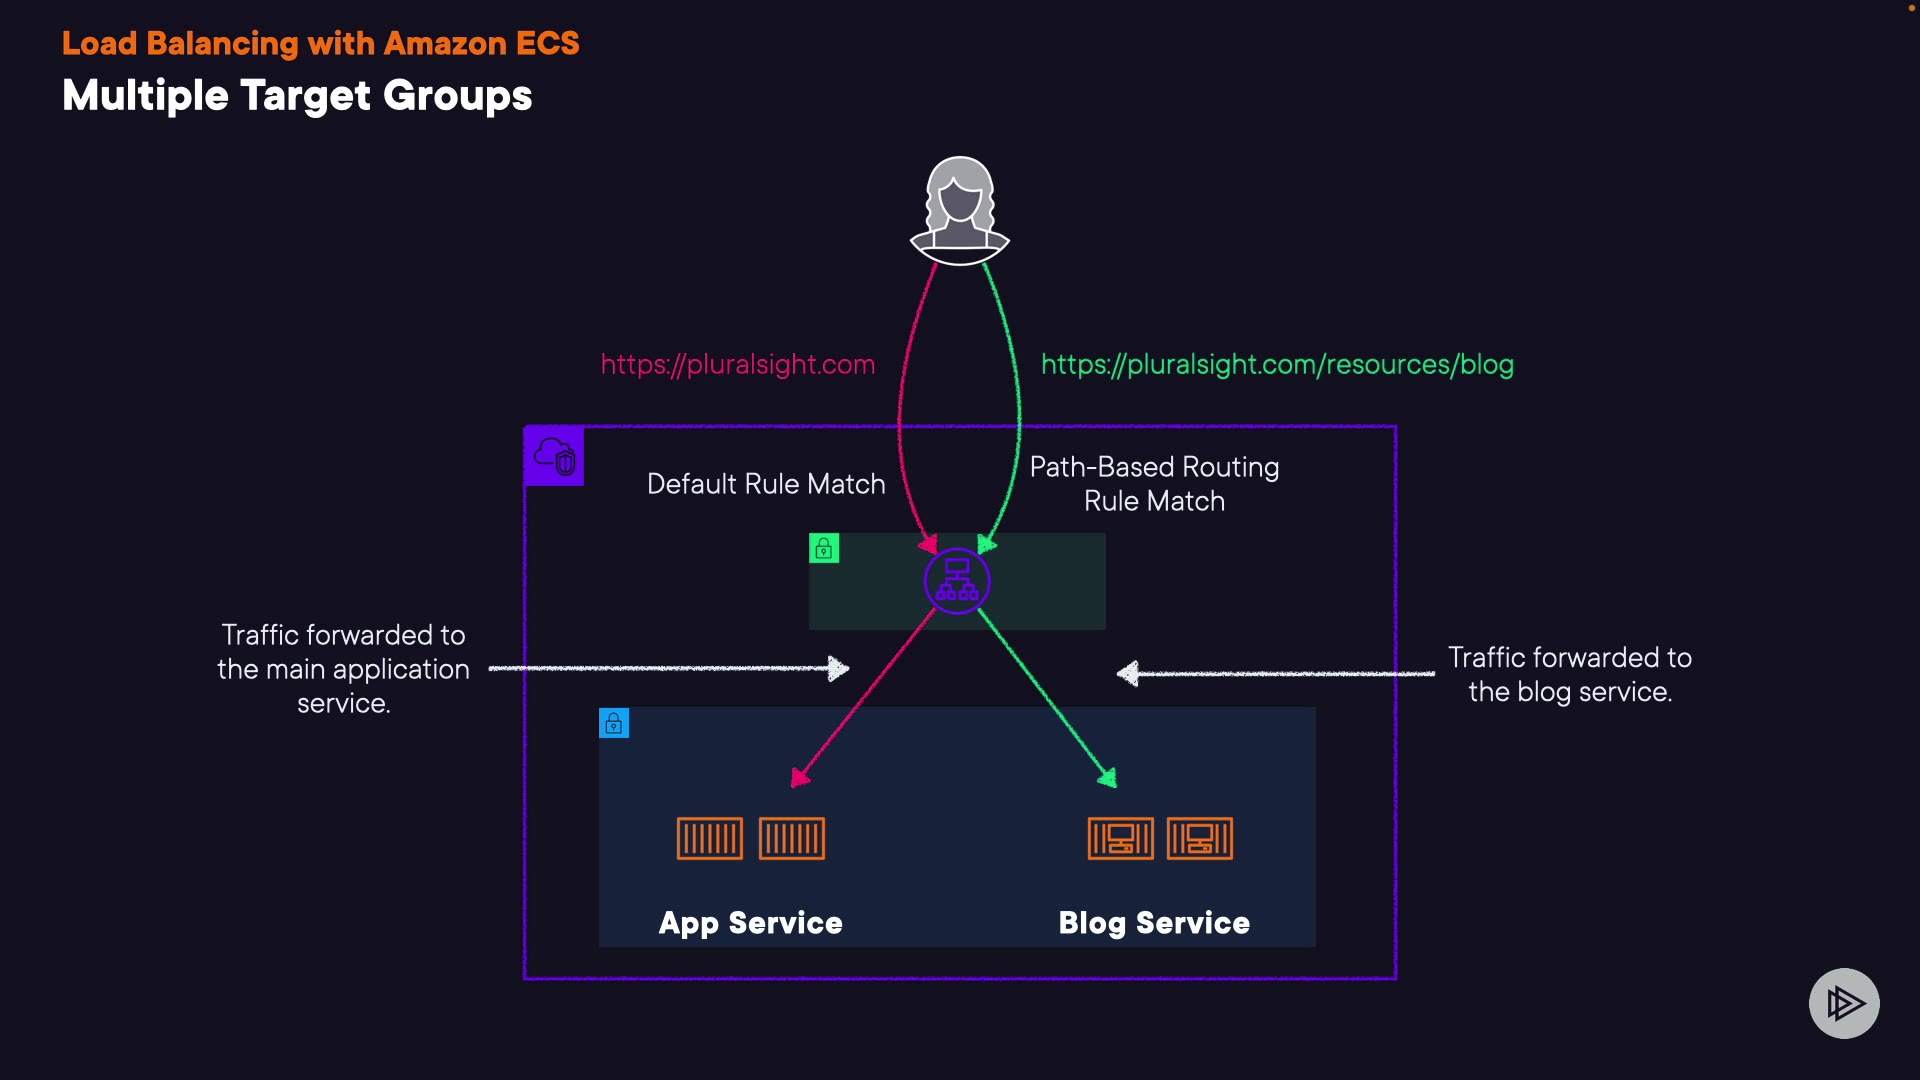 Load Balancing with Amazon ECS
Multiple Target Groups
https://pluralsight.com
https://pluralsight.com/resources/blog
Default Rule Match
Path-Based Routing
Rule Match
Traffic forwarded to
the main application
service.
Traffic forwarded to
the blog service.
App Service
Blog Service